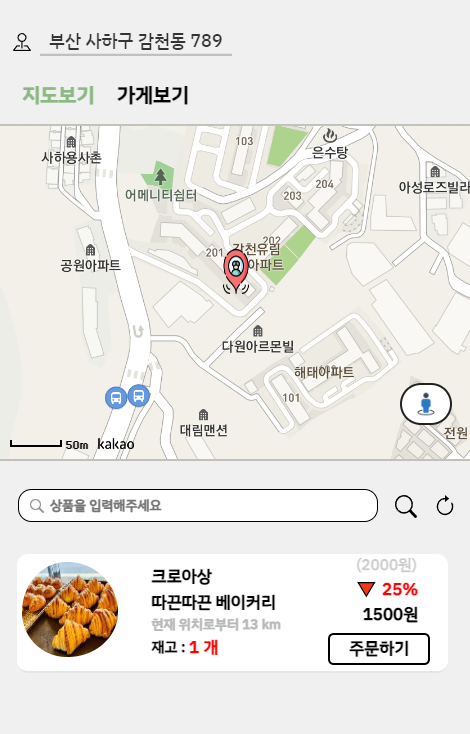 부산 사하구 감천동 789
지도보기 가게보기
103
은수탕
사하용사촌
204
아성로즈빌라
203
어메니티쉼터
202
201
감천유림
아파트
공원아파트
다원아르몬빌
해태아파트
101
대림맨션
전원
50m kakao
상품을 입력해주세요
크로아상
따끈따끈 베이커리
현재 위치로부터 13 km
재고 : 1 개
(2000원)
25%
1500원
주문하기